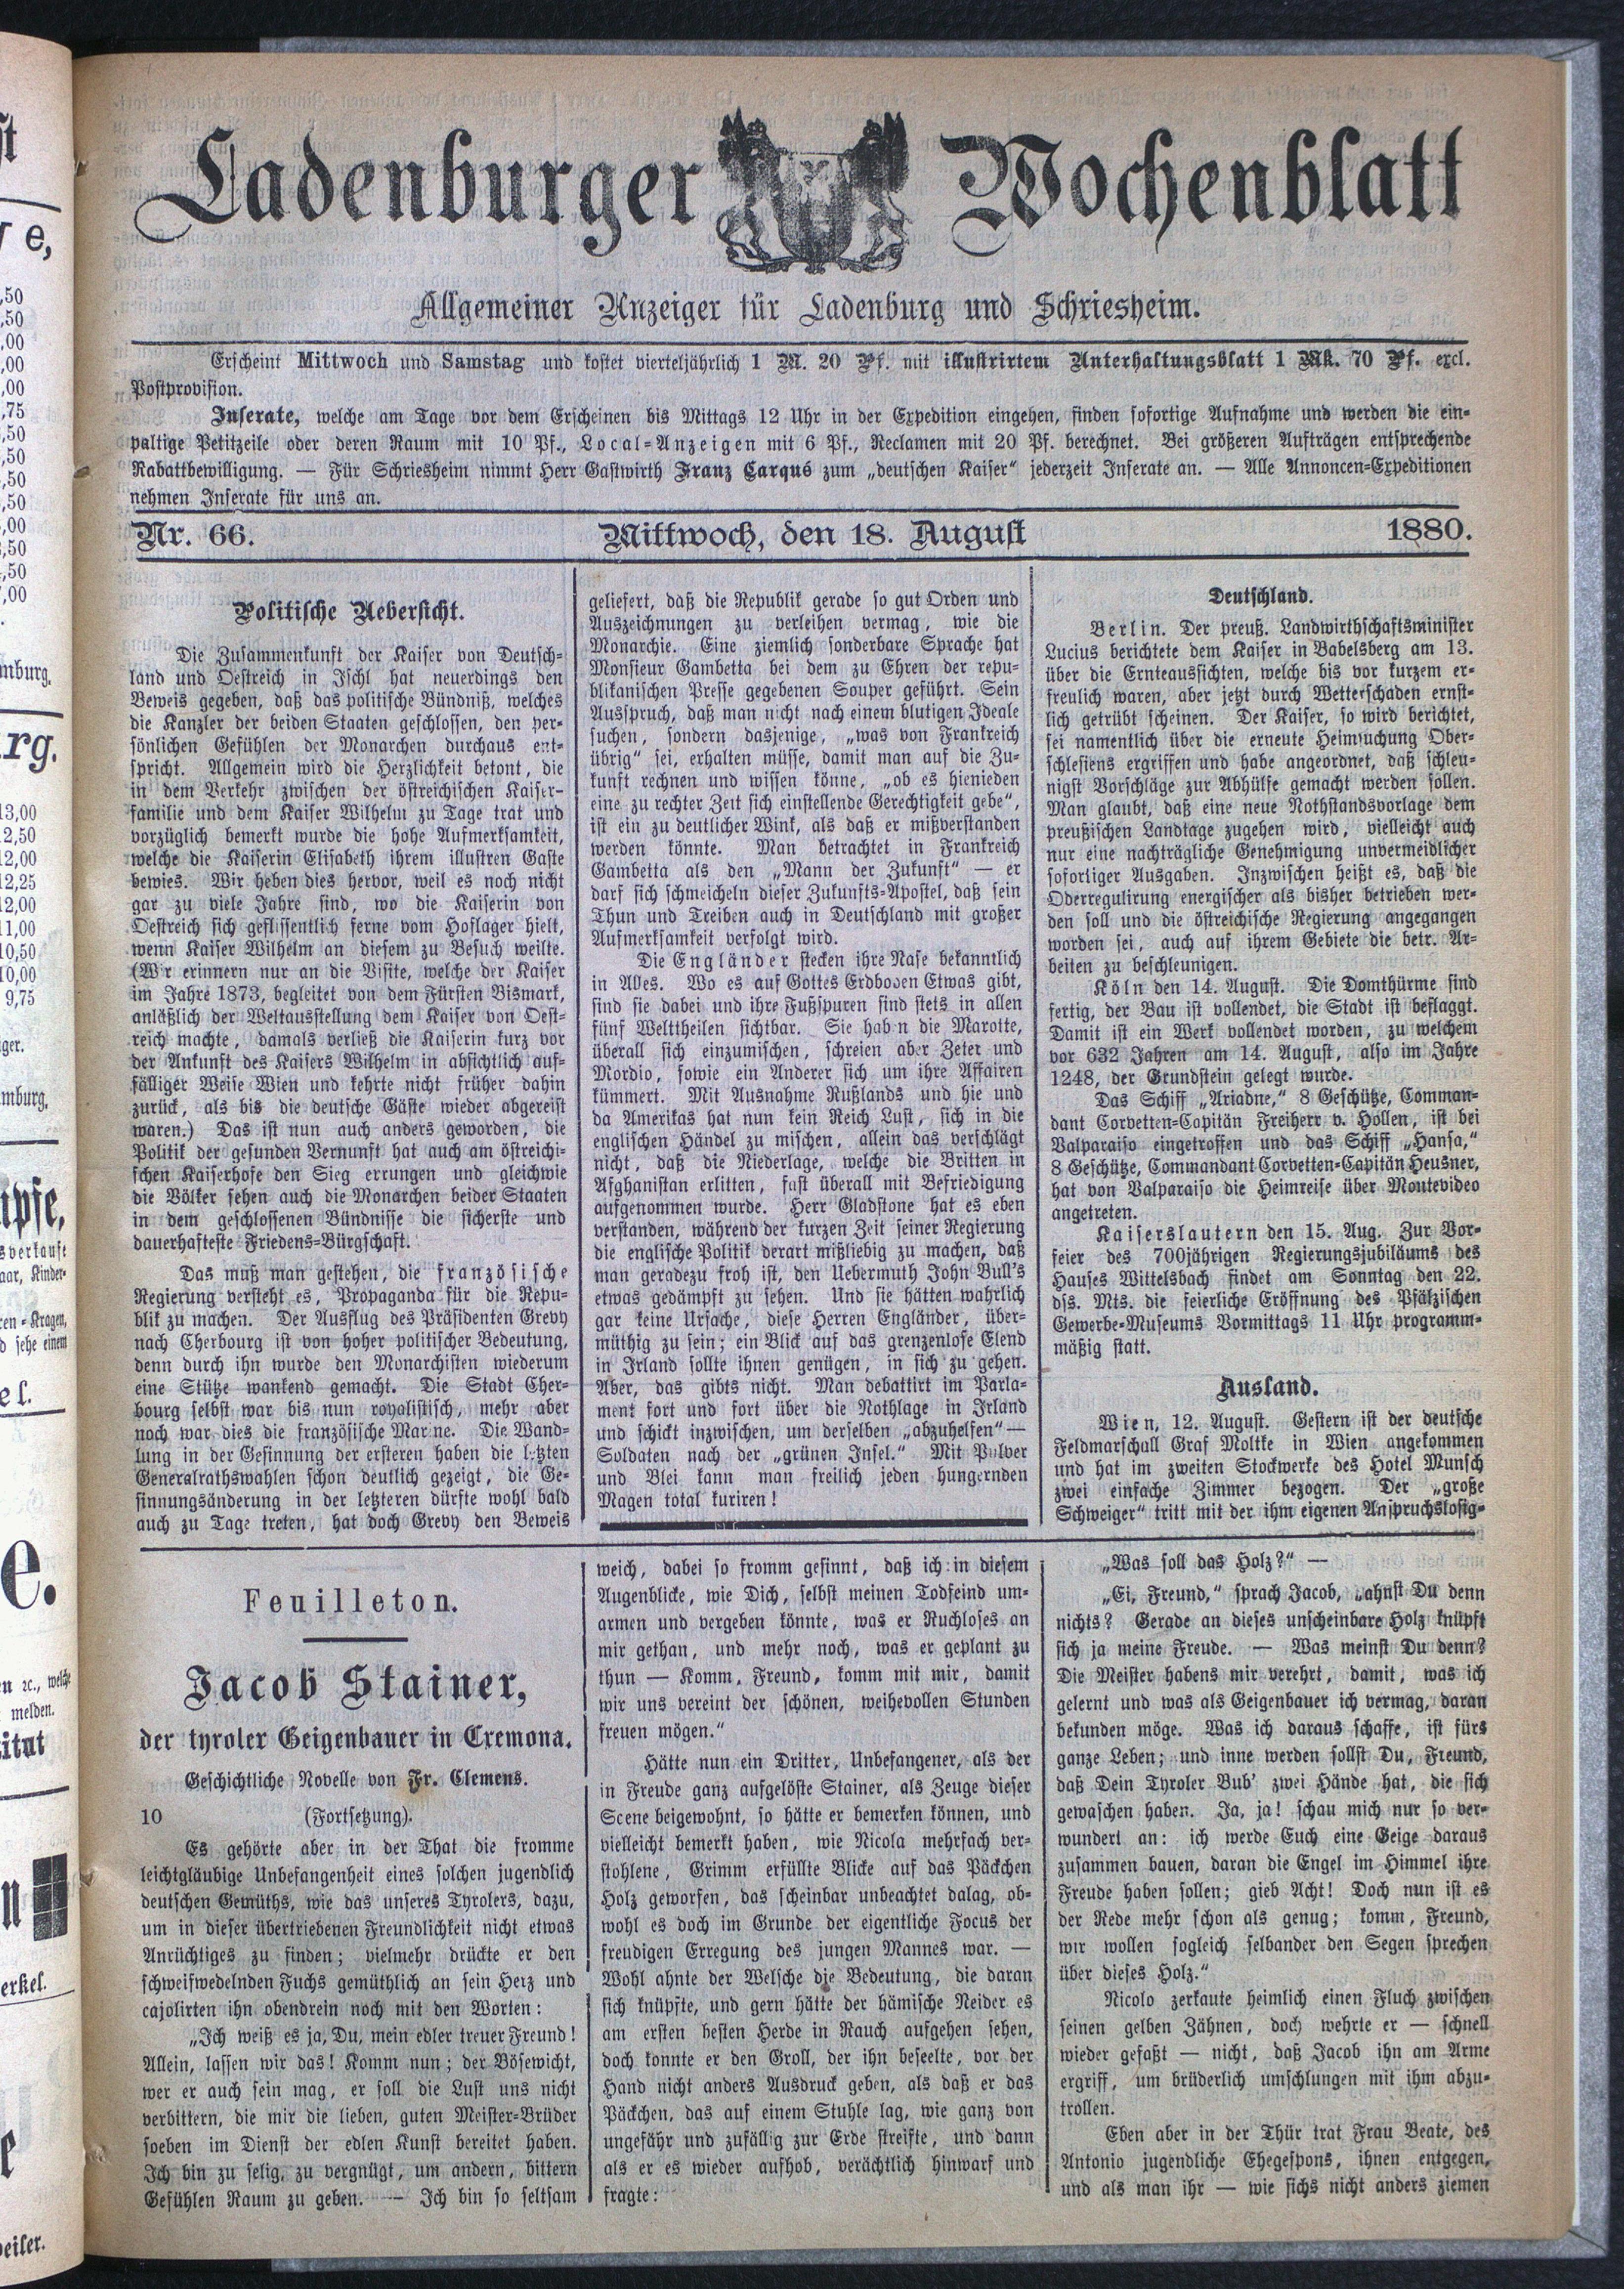 Ladenburger Wochenblatt
Allgemeiner Anzeiger für Ladenburg und Schriesheim.
Erscheint Mittwoch und Samstag und kostet vierteljährlich 1 M. 20 Pf. mit illustrirtem Unterhaltungsblatt 1 Mk. 70 Pf. excl.
Postprovision.
Inserate, welche am Tage vor dem Erscheinen bis Mittags 12 Uhr in der Expedition eingehen, finden sofortige Aufnahme und werden die ein-
paltige Petitzeile oder deren Raum mit 10 Pf., Local-Anzeigen mit 6 Pf., Reclamen mit 20 Pf. berechnet. Bei größeren Aufträgen entsprechende
Rabattbewilligung. — Für Schriesheim nimmt Herr Gastwirth Franz Carqué zum „deutschen Kaiser“ jederzeit Inserate an. — Alle Annoncen-Expeditionen
nehmen Inserate für uns an.
Nr. 66. Mittwoch, den 18. August 1880.
Politische Uebersicht.
Die Zusammenkunft der Kaiser von Deutsch-
land und Oestreich in Ischl hat neuerdings den
Beweis gegeben, daß das politische Bündniß, welches
die Kanzler der beiden Staaten geschlossen, den per-
sönlichen Gefühlen der Monarchen durchaus ent-
spricht. Allgemein wird die Herzlichkeit betont, die
in dem Verkehr zwischen der östreichischen Kaiser-
familie und dem Kaiser Wilhelm zu Tage trat und
vorzüglich bemerkt wurde die hohe Aufmerksamkeit,
welche die Kaiserin Elisabeth ihrem illustren Gaste
bewies. Wir heben dies hervor, weil es noch nicht
gar zu viele Jahre sind, wo die Kaiserin von
Oestreich sich geflissentlich ferne vom Hoflager hielt,
wenn Kaiser Wilhelm an diesem zu Besuch weilte.
(Wir erinnern nur an die Visite, welche der Kaiser
im Jahre 1873, begleitet von dem Fürsten Bismark,
anläßlich der Weltausstellung dem Kaiser von Oest-
reich machte, damals verließ die Kaiserin kurz vor
der Ankunft des Kaisers Wilhelm in absichtlich auf-
fälliger Weise Wien und kehrte nicht früher dahin
zurück, als bis die deutsche Gäste wieder abgereist
waren.) Das ist nun auch anders geworden, die
Politik der gesunden Vernunft hat auch am östreichi-
schen Kaiserhofe den Sieg errungen und gleichwie
die Völker sehen auch die Monarchen beider Staaten
in dem geschlossenen Bündnisse die sicherste und
dauerhafteste Friedens-Bürgschaft.
Das muß man gestehen, die französische
Regierung versteht es, Propaganda für die Repu-
blik zu machen. Der Ausflug des Präsidenten Grevy
nach Cherbourg ist von hoher politischer Bedeutung,
denn durch ihn wurde den Monarchisten wiederum
eine Stütze wankend gemacht. Die Stadt Cher-
bourg selbst war bis nun royalistisch, mehr aber
noch war dies die französische Marine. Die Wand-
lung in der Gesinnung der ersteren haben die letzten
Generalrathswahlen schon deutlich gezeigt, die Ge-
sinnungsänderung in der letzteren dürfte wohl bald
auch zu Tage treten, hat doch Grevy den Beweis
geliefert, daß die Republik gerade so gut Orden und
Auszeichnungen zu verleihen vermag, wie die
Monarchie. Eine ziemlich sonderbare Sprache hat
Monsieur Gambetta bei dem zu Ehren der repu-
blikanischen Presse gegebenen Souper geführt. Sein
Ausspruch, daß man nicht nach einem blutigen Ideale
suchen, sondern dasjenige, „was von Frankreich
übrig“ sei, erhalten müsse, damit man auf die Zu-
kunft rechnen und wissen könne, „ob es hienieden
eine zu rechter Zeit sich einstellende Gerechtigkeit gebe“,
ist ein zu deutlicher Wink, als daß er mißverstanden
werden könnte. Man betrachtet in Frankreich
Gambetta als den „Mann der Zukunft“ — er
darf sich schmeicheln dieser Zukunfts-Apostel, daß sein
Thun und Treiben auch in Deutschland mit großer
Aufmerksamkeit verfolgt wird.
Die Engländer stecken ihre Nase bekanntlich
in Alles. Wo es auf Gottes Erdboden Etwas gibt,
sind sie dabei und ihre Fußspuren sind stets in allen
fünf Welttheilen sichtbar. Sie hab n die Marotte,
überall sich einzumischen, schreien aber Zeter und
Mordio, sowie ein Anderer sich um ihre Affairen
kümmert. Mit Ausnahme Rußlands und hie und
da Amerikas hat nun kein Reich Lust, sich in die
englischen Händel zu mischen, allein das verschlägt
nicht, daß die Niederlage, welche die Britten in
Afghanistan erlitten, fast überall mit Befriedigung
aufgenommen wurde. Herr Gladstone hat es eben
verstanden, während der kurzen Zeit seiner Regierung
die englische Politik derart mißliebig zu machen, daß
man geradezu froh ist, den Uebermuth John Bull's
etwas gedämpft zu sehen. Und sie hätten wahrlich
gar keine Ursache, diese Herren Engländer, über-
müthig zu sein; ein Blick auf das grenzenlose Elend
in Irland sollte ihnen genügen, in sich zu gehen.
Aber, das gibts nicht. Man debattirt im Parla-
ment fort und fort über die Nothlage in Irland
und schickt inzwischen, um derselben „abzuhelfen“ —
Soldaten nach der „grünen Insel.“ Mit Pulver
und Blei kann man freilich jeden hungernden
Magen total kuriren!
Deutschland.
Berlin. Der preuß. Landwirthschaftsminister
Lucius berichtete dem Kaiser in Babelsberg am 13.
über die Ernteaussichten, welche bis vor kurzem er-
freulich waren, aber jetzt durch Wetterschaden ernst-
lich getrübt scheinen. Der Kaiser, so wird berichtet,
sei namentlich über die erneute Heimsuchung Ober-
schlesiens ergriffen und habe angeordnet, daß schleu-
nigst Vorschläge zur Abhülfe gemacht werden sollen.
Man glaubt, daß eine neue Nothstandsvorlage dem
preußischen Landtage zugehen wird, vielleicht auch
nur eine nachträgliche Genehmigung unvermeidlicher
sofortiger Ausgaben. Inzwischen heißt es, daß die
Oderregulirung energischer als bisher betrieben wer-
den soll und die östreichische Regierung angegangen
worden sei, auch auf ihrem Gebiete die betr. Ar-
beiten zu beschleunigen.
Köln den 14. August. Die Domthürme sind
fertig, der Bau ist vollendet, die Stadt ist beflaggt.
Damit ist ein Werk vollendet worden, zu welchem
vor 632 Jahren am 14. August, also im Jahre
1248, der Grundstein gelegt wurde.
Das Schiff „Ariadne,“ 8 Geschütze, Comman-
dant Corvetten-Capitän Freiherr v. Hollen, ist bei
Valparaiso eingetroffen und das Schiff „Hansa,“
8 Geschütze, Commandant Corvetten-Capitän Heusner,
hat von Valparaiso die Heimreise über Montevideo
angetreten.
Kaiserslautern den 15. Aug. Zur Vor-
feier des 700jährigen Regierungsjubiläums des
Hauses Wittelsbach findet am Sonntag den 22.
dss. Mts. die feierliche Eröffnung des Pfälzischen
Gewerbe-Museums Vormittags 11 Uhr programm-
mäßig statt.
Ausland.
Wien, 12. August. Gestern ist der deutsche
Feldmarschall Graf Moltke in Wien angekommen
und hat im zweiten Stockwerke des Hotel Munsch
zwei einfache Zimmer bezogen. Der „große
Schweiger“ tritt mit der ihm eigenen Anspruchslosig-
Feuilleton.
Jacob Stainer,
der tyroler Geigenbauer in Cremona.
Geschichtliche Novelle von Fr. Clemens.
10 (Fortsetzung).
Es gehörte aber in der That die fromme
leichtgläubige Unbefangenheit eines solchen jugendlich
deutschen Gemüths, wie das unseres Tyrolers, dazu,
um in dieser übertriebenen Freundlichkeit nicht etwas
Anrüchtiges zu finden; vielmehr drückte er den
schweifwedelnden Fuchs gemüthlich an sein Herz und
cajolirten ihn obendrein noch mit den Worten:
„Ich weiß es ja, Du, mein edler treuer Freund!
Allein, lassen wir das! Komm nun; der Bösewicht,
wer er auch sein mag, er soll die Lust uns nicht
verbittern, die mir die lieben, guten Meister-Brüder
soeben im Dienst der edlen Kunst bereitet haben.
Ich bin zu selig, zu vergnügt, um andern, bittern
Gefühlen Raum zu geben. — Ich bin so seltsam
weich, dabei so fromm gesinnt, daß ich in diesem
Augenblicke, wie Dich, selbst meinen Todfeind um-
armen und vergeben könnte, was er Ruchloses an
mir gethan, und mehr noch, was er geplant zu
thun — Komm, Freund, komm mit mir, damit
wir uns vereint der schönen, weihevollen Stunden
freuen mögen.“
Hätte nun ein Dritter, Unbefangener, als der
in Freude ganz aufgelöste Stainer, als Zeuge dieser
Scene beigewohnt, so hätte er bemerken können, und
vielleicht bemerkt haben, wie Nicola mehrfach ver-
stohlene, Grimm erfüllte Blicke auf das Päckchen
Holz geworfen, das scheinbar unbeachtet dalag, ob-
wohl es doch im Grunde der eigentliche Focus der
freudigen Erregung des jungen Mannes war. —
Wohl ahnte der Welsche die Bedeutung, die daran
sich knüpfte, und gern hätte der hämische Neider es
am ersten besten Herde in Rauch aufgehen sehen,
doch konnte er den Groll, der ihn beseelte, vor der
Hand nicht anders Ausdruck geben, als daß er das
Päckchen, das auf einem Stuhle lag, wie ganz von
ungefähr und zufällig zur Erde streifte, und dann
als er es wieder aufhob, verächtlich hinwarf und
fragte:
„Was soll das Holz?“ —
„Ei, Freund,“ sprach Jacob, „ahnst Du denn
nichts? Gerade an dieses unscheinbare Holz knüpft
sich ja meine Freude. — Was meinst Du denn?
Die Meister habens mir verehrt, damit, was ich
gelernt und was als Geigenbauer ich vermag, daran
bekunden möge. Was ich daraus schaffe, ist fürs
ganze Leben; und inne werden sollst Du, Freund,
daß Dein Tyroler Bub' zwei Hände hat, die sich
gewaschen haben. Ja, ja! schau mich nur so ver-
wundert an: ich werde Euch eine Geige daraus
zusammen bauen, daran die Engel im Himmel ihre
Freude haben sollen; gieb Acht! Doch nun ist es
der Rede mehr schon als genug; komm, Freund,
wir wollen sogleich selbander den Segen sprechen
über dieses Holz.“
Nicolo zerkaute heimlich einen Fluch zwischen
seinen gelben Zähnen, doch wehrte er — schnell
wieder gefaßt — nicht, daß Jacob ihn am Arme
ergriff, um brüderlich umschlungen mit ihm abzu-
trollen.
Eben aber in der Thür trat Frau Beate, des
Antonio jugendliche Ehegespons, ihnen entgegen,
und als man ihr — wie sichs nicht anders ziemen